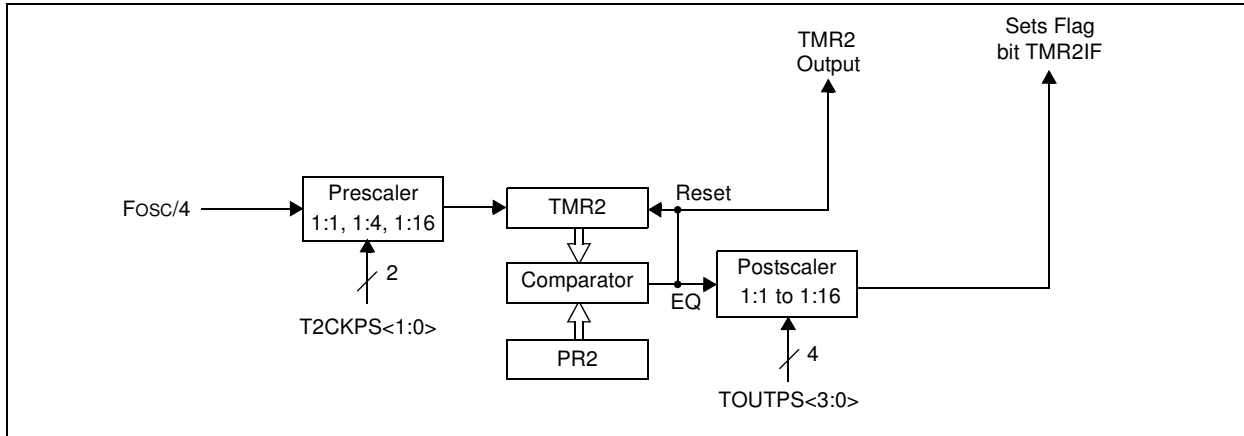 TMR2
Output
Sets Flag
bit TMR2IF
FOSC/4
Prescaler
1:1, 1:4, 1:16
2
T2CKPS<1:0>
TMR2
Reset
Comparator
EQ
PR2
Postscaler
1:1 to 1:16
4
TOUTPS<3:0>